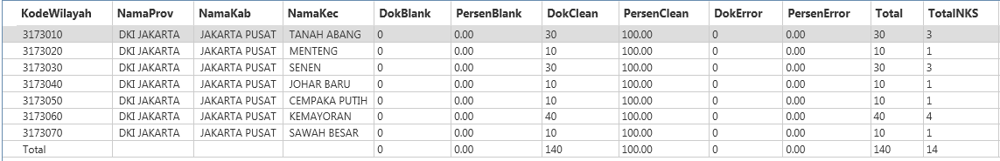 KodeWilayah NamaProv NamaKab NamaKec DokBlank PersenBlank DokClean PersenClean DokError PersenError Total TotalNKS
3173010 DKI JAKARTA JAKARTA PUSAT TANAH ABANG 0 0.00 30 100.00 0 0.00 30 3
3173020 DKI JAKARTA JAKARTA PUSAT MENTENG 0 0.00 10 100.00 0 0.00 10 1
3173030 DKI JAKARTA JAKARTA PUSAT SENEN 0 0.00 30 100.00 0 0.00 30 3
3173040 DKI JAKARTA JAKARTA PUSAT JOHAR BARU 0 0.00 10 100.00 0 0.00 10 1
3173050 DKI JAKARTA JAKARTA PUSAT CEMPAKA PUTIH 0 0.00 10 100.00 0 0.00 10 1
3173060 DKI JAKARTA JAKARTA PUSAT KEMAYORAN 0 0.00 40 100.00 0 0.00 40 4
3173070 DKI JAKARTA JAKARTA PUSAT SAWAH BESAR 0 0.00 10 100.00 0 0.00 10 1
Total 0 0.00 140 100.00 0 0.00 140 14